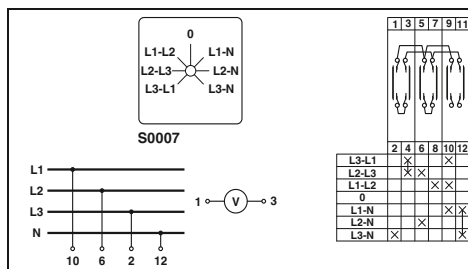 0
L1-L2 L1-N
L2-L3 L2-N
L3-L1 L3-N
S0007
L1
L2
L3
N
10 6 2 12
1 V 3
1 3 5 7 9 11
2 4 6 8 10 12
L3-L1
L2-L3
L1-L2
0
L1-N
L2-N
L3-N